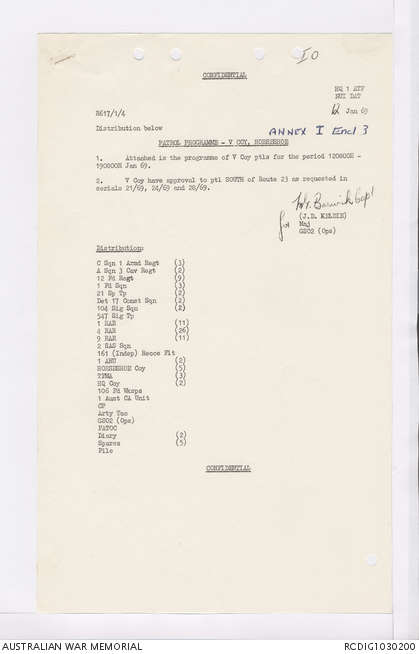 IO
CONFIDENTIAL
HQ 1 ATF
NUI DAT
R617/1/4
12 Jan 69
Distribution below
ANNEX I Encl 3
PATROL PROGRAMME - V COY, HORSESHOE
1. Attached is the programme of V Coy ptls for the period 120800H -
190800H Jan 69.
2. V Coy have approval to ptl SOUTH of Route 23 as requested in
serials 21/69, 24/69 and 28/69.
Barwick Capt
for
(J.D. KELDIE)
Maj
GSO2 (Ops)
Distribution:
C Sqn 1 Armd Regt (3)
A Sqn 3 Cav Regt (2)
12 Fd Regt (9)
1 Fd Sqn (3)
21 Sp Tp (2)
Det 17 Const Sqn (2)
104 Sig Sqn (2)
547 Sig Tp
1 RAR (11)
4 RAR (26)
9 RAR (11)
2 SAS Sqn
161 (Indep) Recce Flt
1 ARU (2)
HORSESHOE Coy (5)
TFMA (3)
HQ Coy (2)
106 Fd Wksps
1 Aust CA Unit
CP
Arty Tac
GSO2 (Ops)
FATOC
Diary (2)
Spares (5)
File
CONFIDENTIAL
AUSTRALIAN WAR MEMORIAL
RCDIG1030200